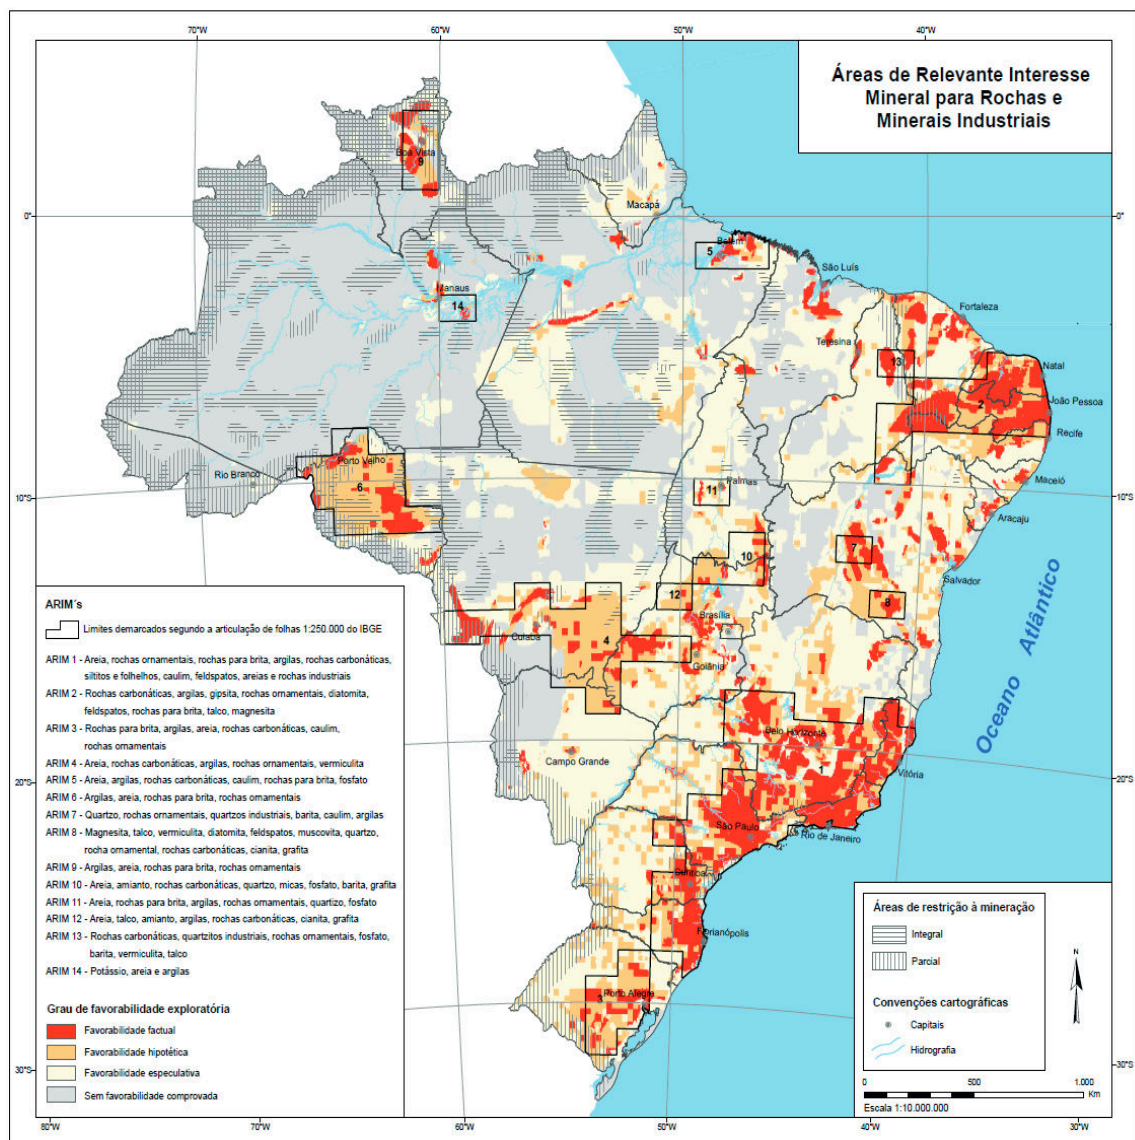 70°W
60°W
50°W
40°W
Áreas de Relevante Interesse
Mineral para Rochas e
Minerais Industriais
Boa Vista
9
Macapá
0°
0°
Belém
5
São Luís
Manaus
14
Fortaleza
Teresina
13
Natal
2
João Pessoa
Recife
Porto Velho
Rio Branco
6
Palmas
11
Maceió
10°S
10°S
Aracaju
7
10
Salvador
12
8
Brasília
Cuiabá
4
Goiânia
Oceano Atlântico
Belo Horizonte
Campo Grande
1
Vitória
20°S
20°S
São Paulo
Rio de Janeiro
Curitiba
Florianópolis
3
Porto Alegre
30°S
30°S
ARIM´s
Limites demarcados segundo a articulação de folhas 1:250.000 do IBGE
ARIM 1 - Areia, rochas ornamentais, rochas para brita, argilas, rochas carbonáticas,
siltitos e folhelhos, caulim, feldspatos, areias e rochas industriais
ARIM 2 - Rochas carbonáticas, argilas, gipsita, rochas ornamentais, diatomita,
feldspatos, rochas para brita, talco, magnesita
ARIM 3 - Rochas para brita, argilas, areia, rochas carbonáticas, caulim,
rochas ornamentais
ARIM 4 - Areia, rochas carbonáticas, argilas, rochas ornamentais, vermiculita
ARIM 5 - Areia, argilas, rochas carbonáticas, caulim, rochas para brita, fosfato
ARIM 6 - Argilas, areia, rochas para brita, rochas ornamentais
ARIM 7 - Quartzo, rochas ornamentais, quartzos industriais, barita, caulim, argilas
ARIM 8 - Magnesita, talco, vermiculita, diatomita, feldspatos, muscovita, quartzo,
rocha ornamental, rochas carbonáticas, cianita, grafita
ARIM 9 - Argilas, areia, rochas para brita, rochas ornamentais
ARIM 10 - Areia, amianto, rochas carbonáticas, quartzo, micas, fosfato, barita, grafita
ARIM 11 - Areia, rochas para brita, argilas, rochas ornamentais, quartizo, fosfato
ARIM 12 - Areia, talco, amianto, argilas, rochas carbonáticas, cianita, grafita
ARIM 13 - Rochas carbonáticas, quartzitos industriais, rochas ornamentais, fosfato,
barita, vermiculita, talco
ARIM 14 - Potássio, areia e argilas
Grau de favorabilidade exploratória
Favorabilidade factual
Favorabilidade hipotética
Favorabilidade especulativa
Sem favorabilidade comprovada
Áreas de restrição à mineração
Integral
Parcial
N
Convenções cartográficas
Capitais
Hidrografia
0 500 1.000
Km
Escala 1:10.000.000
80°W
70°W
60°W
50°W
40°W
30°W